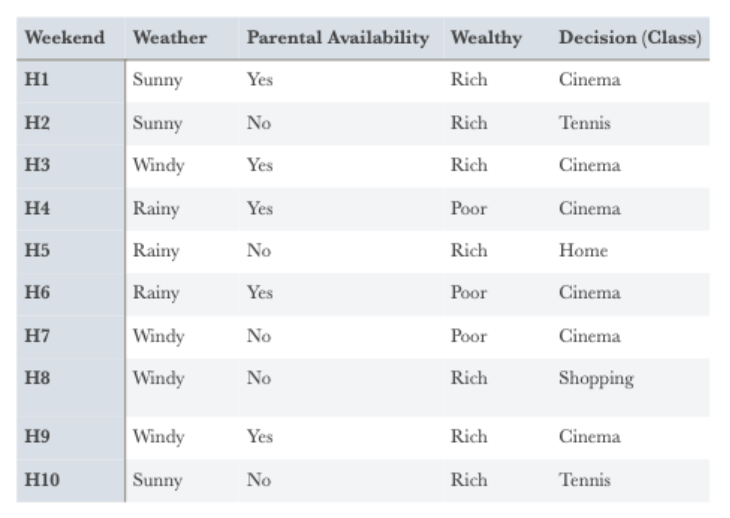 Weekend Weather Parental Availability Wealthy Decision (Class)
H1 Sunny Yes Rich Cinema
H2 Sunny No Rich Tennis
H3 Windy Yes Rich Cinema
H4 Rainy Yes Poor Cinema
H5 Rainy No Rich Home
H6 Rainy Yes Poor Cinema
H7 Windy No Poor Cinema
H8 Windy No Rich Shopping
H9 Windy Yes Rich Cinema
H10 Sunny No Rich Tennis